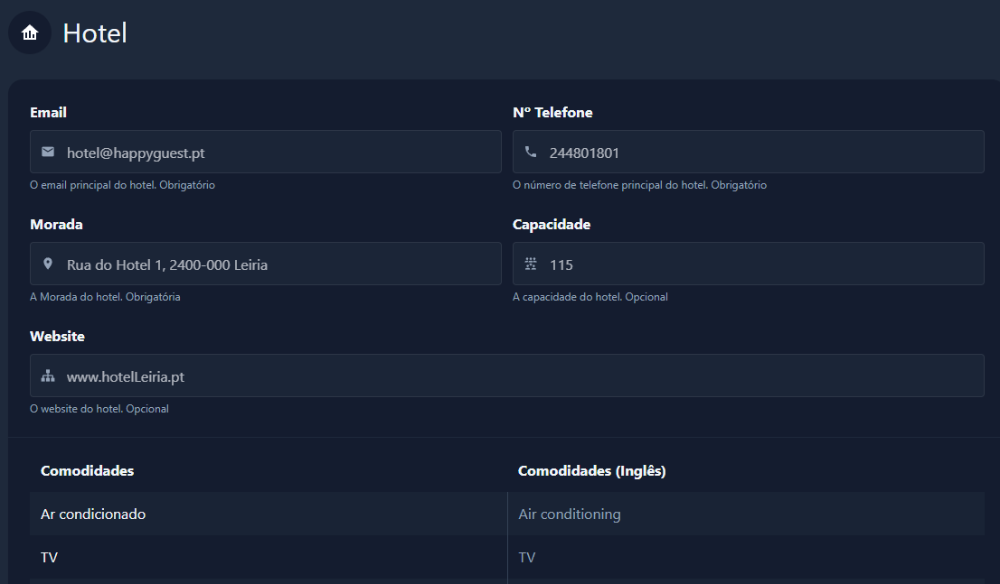 Hotel
Email
Nº Telefone
hotel@happyguest.pt
244801801
O email principal do hotel. Obrigatório
O número de telefone principal do hotel. Obrigatório
Morada
Capacidade
Rua do Hotel 1, 2400-000 Leiria
115
A Morada do hotel. Obrigatória
A capacidade do hotel. Opcional
Website
www.hotelLeiria.pt
O website do hotel. Opcional
Comodidades
Comodidades (Inglês)
Ar condicionado
Air conditioning
TV
TV